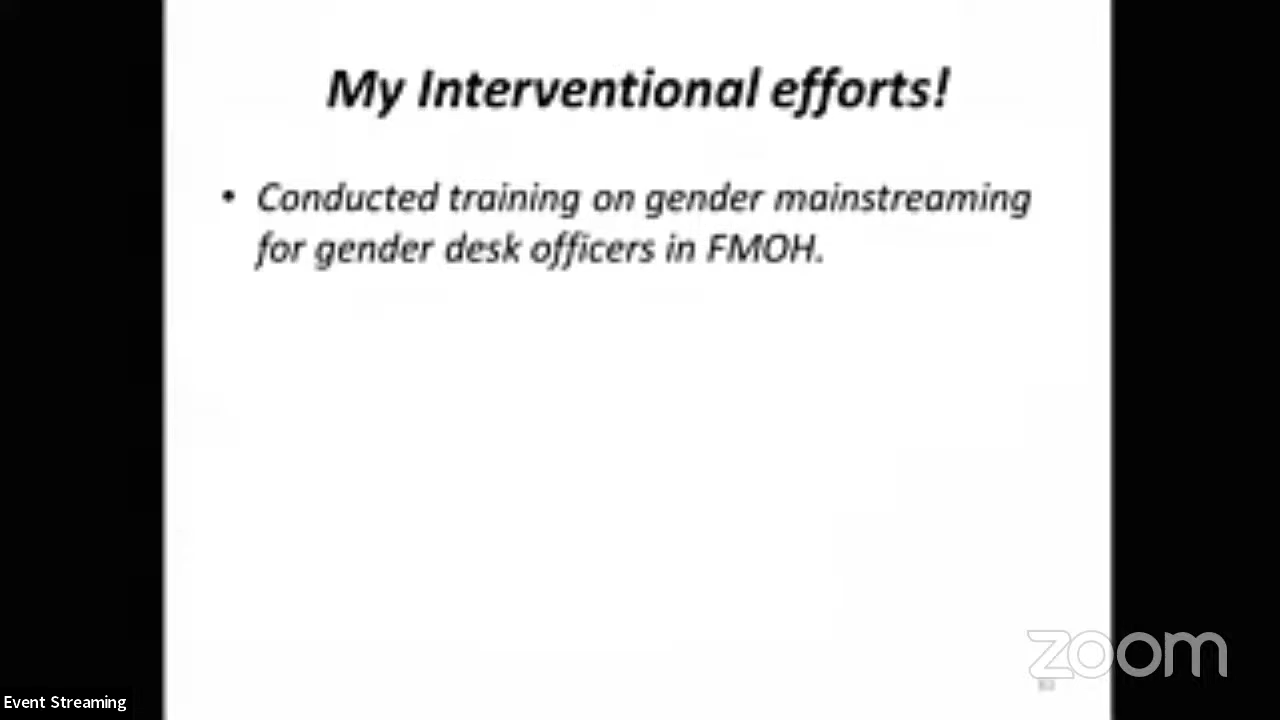 My Interventional efforts!
• Conducted training on gender mainstreaming
for gender desk officers in FMOH.
zoom
Event Streaming